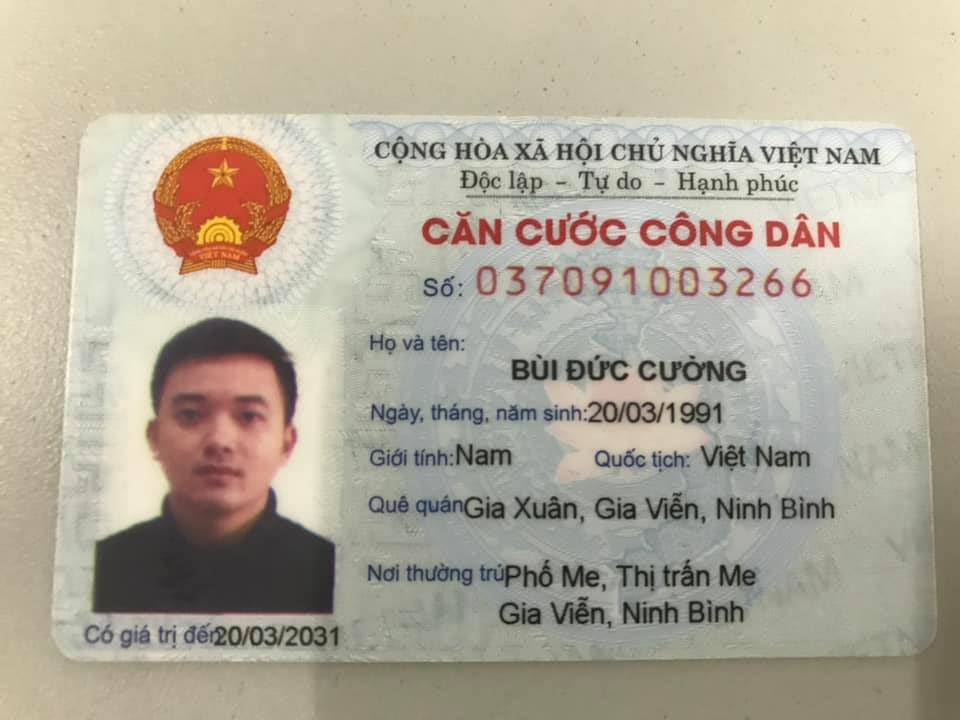 CỘNG HÒA XÃ HỘI CHỦ NGHĨA VIỆT NAM
Độc lập - Tự do - Hạnh phúc
CĂN CƯỚC CÔNG DÂN
Số: 037091003266
Họ và tên:
BÙI ĐỨC CƯỜNG
Ngày, tháng, năm sinh: 20/03/1991
Giới tính: Nam Quốc tịch: Việt Nam
Quê quán Gia Xuân, Gia Viễn, Ninh Bình
Nơi thường trú Phố Me, Thị trấn Me
Gia Viễn, Ninh Bình
Có giá trị đến 20/03/2031
VIỆT NAM